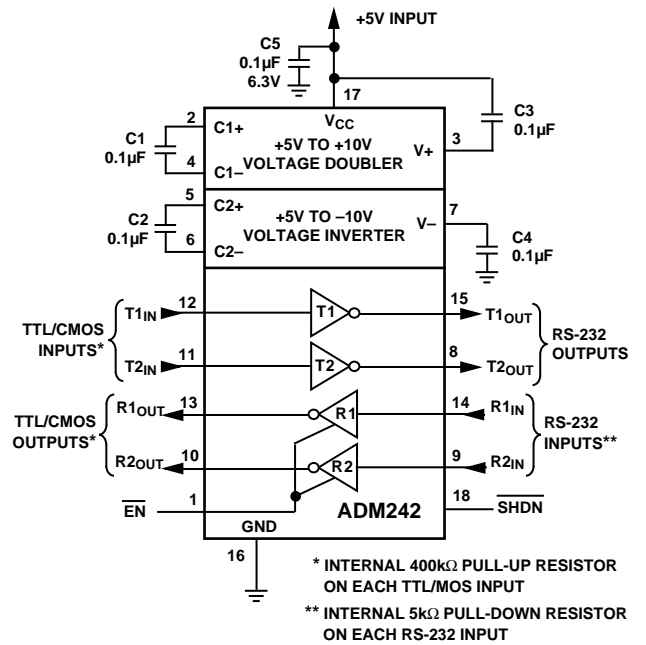 +5V INPUT
C5
0.1µF
6.3V
17
C3
0.1µF
2
C1+
VCC
C1
0.1µF
+5V TO +10V
VOLTAGE DOUBLER
V+
3
4
C1–
5
C2+
C2
0.1µF
+5V TO –10V
VOLTAGE INVERTER
V–
7
6
C2–
C4
0.1µF
TTL/CMOS
INPUTS*
T1IN
12
T1
15
T1OUT
RS-232
OUTPUTS
T2IN
11
T2
8
T2OUT
TTL/CMOS
OUTPUTS*
R1OUT
13
R1
14
R1IN
RS-232
INPUTS**
R2OUT
10
R2
9
R2IN
EN
1
ADM242
18
SHDN
GND
16
* INTERNAL 400kΩ PULL-UP RESISTOR
ON EACH TTL/MOS INPUT
** INTERNAL 5kΩ PULL-DOWN RESISTOR
ON EACH RS-232 INPUT